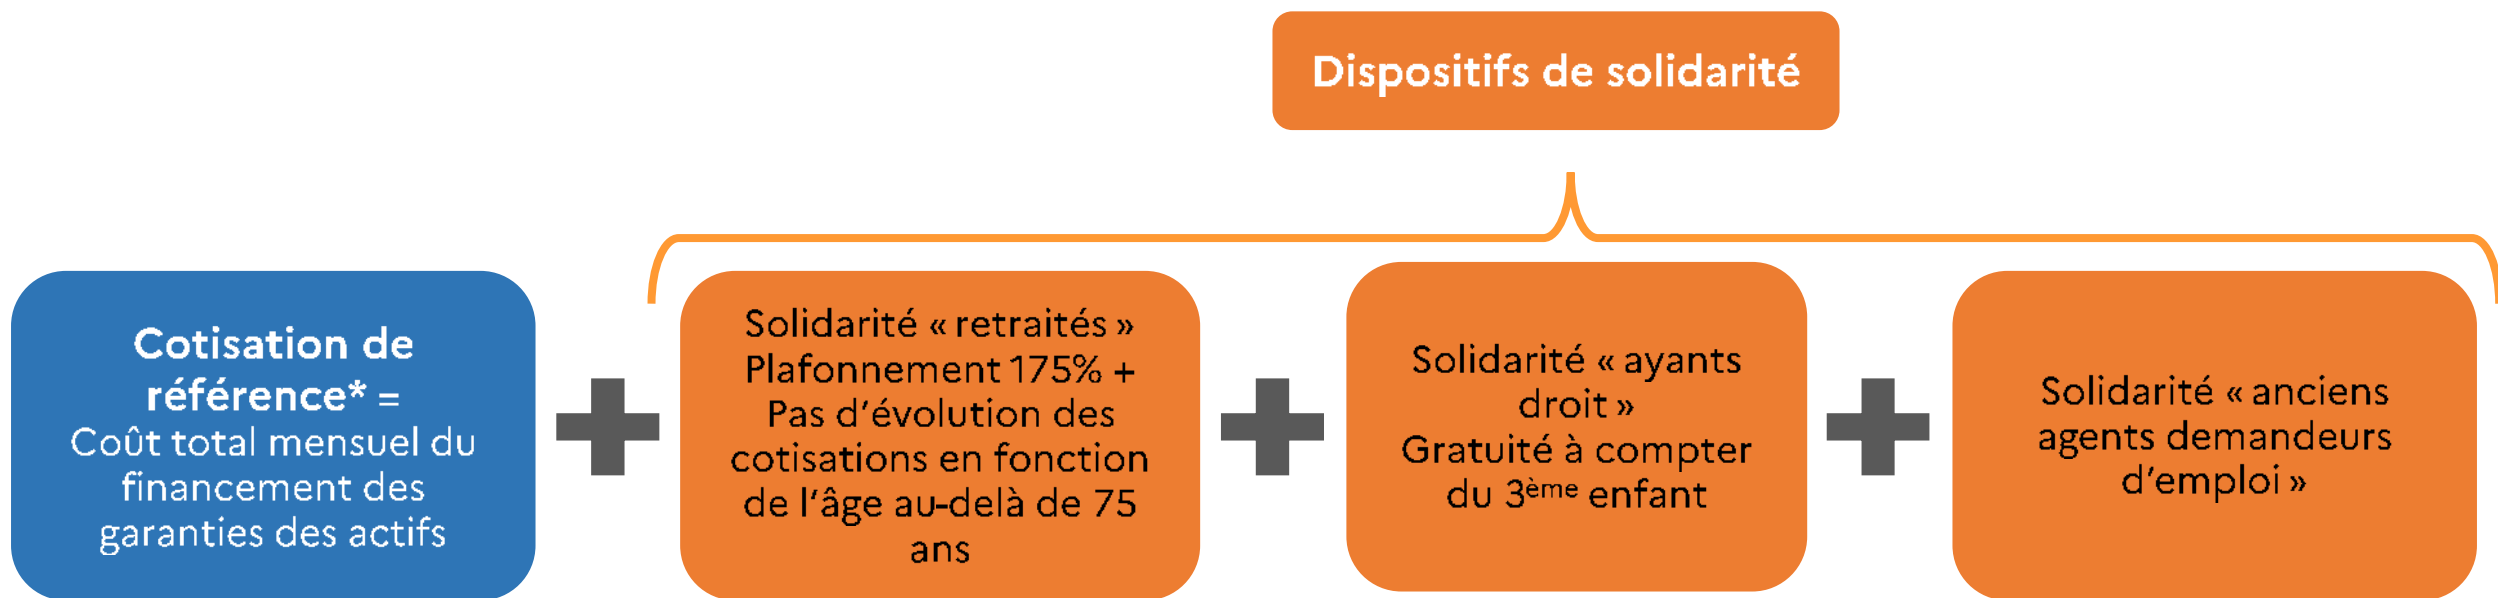 Dispositifs de solidarité
Cotisation de
référence* =
Coût total mensuel du
financement des
garanties des actifs
Solidarité « retraités »
Plafonnement 175% +
Pas d'évolution des
cotisations en fonction
de l'âge au-delà de 75
ans
Solidarité « ayants
droit »
Gratuité à compter
du 3ème enfant
Solidarité « anciens
agents demandeurs
d'emploi »